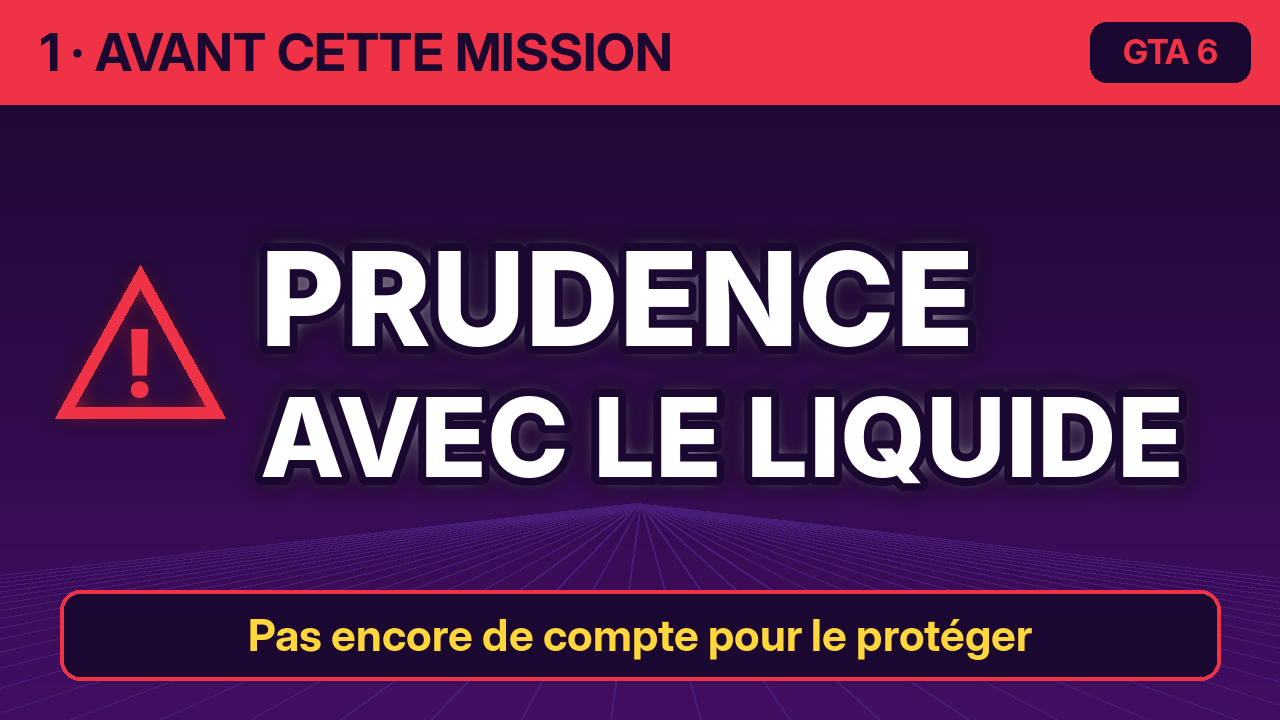 1 · AVANT CETTE MISSION
GTA 6
PRUDENCE
AVEC LE LIQUIDE
Pas encore de compte pour le protéger